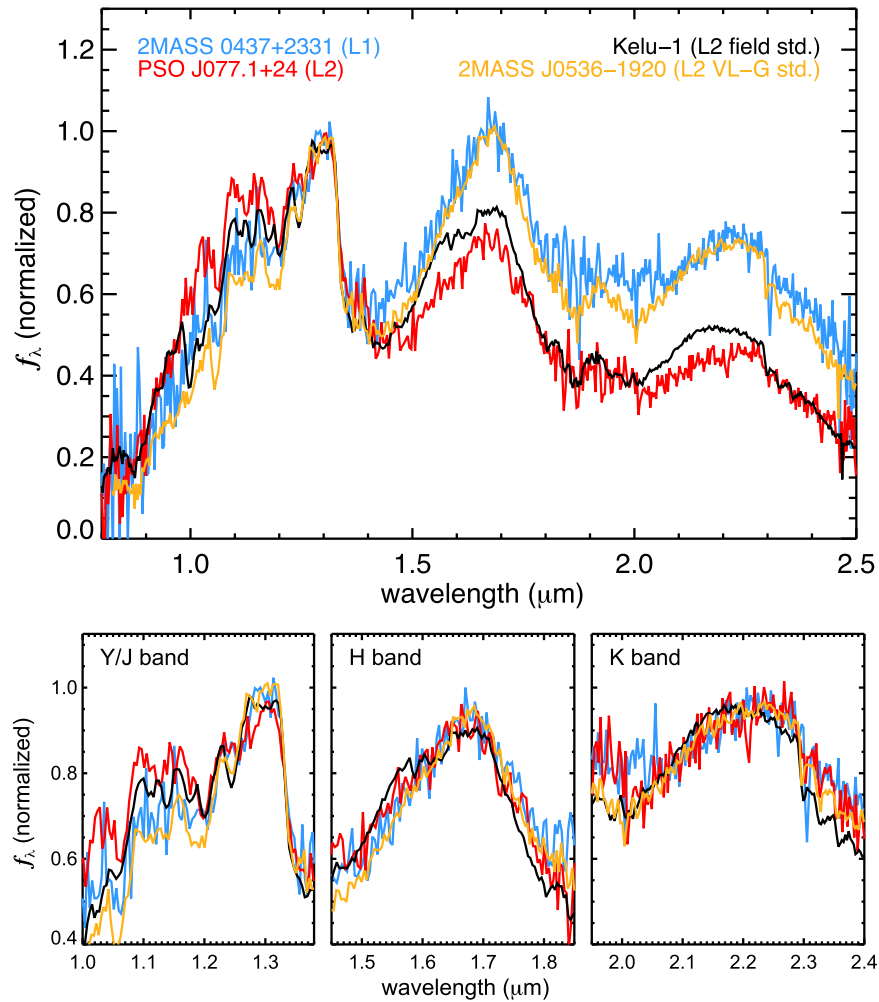 2MASS 0437+2331 (L1)
Kelu−1 (L2 field std.)
PSO J077.1+24 (L2)
2MASS J0536−1920 (L2 VL−G std.)
1.2
1.0
0.8
0.6
0.4
0.2
0.0
fλ (normalized)
1.0 1.5 2.0 2.5
wavelength (μm)
Y/J band
H band
K band
1.0
0.8
0.6
0.4
fλ (normalized)
1.0 1.1 1.2 1.3
1.5 1.6 1.7 1.8
2.0 2.1 2.2 2.3 2.4
wavelength (μm)